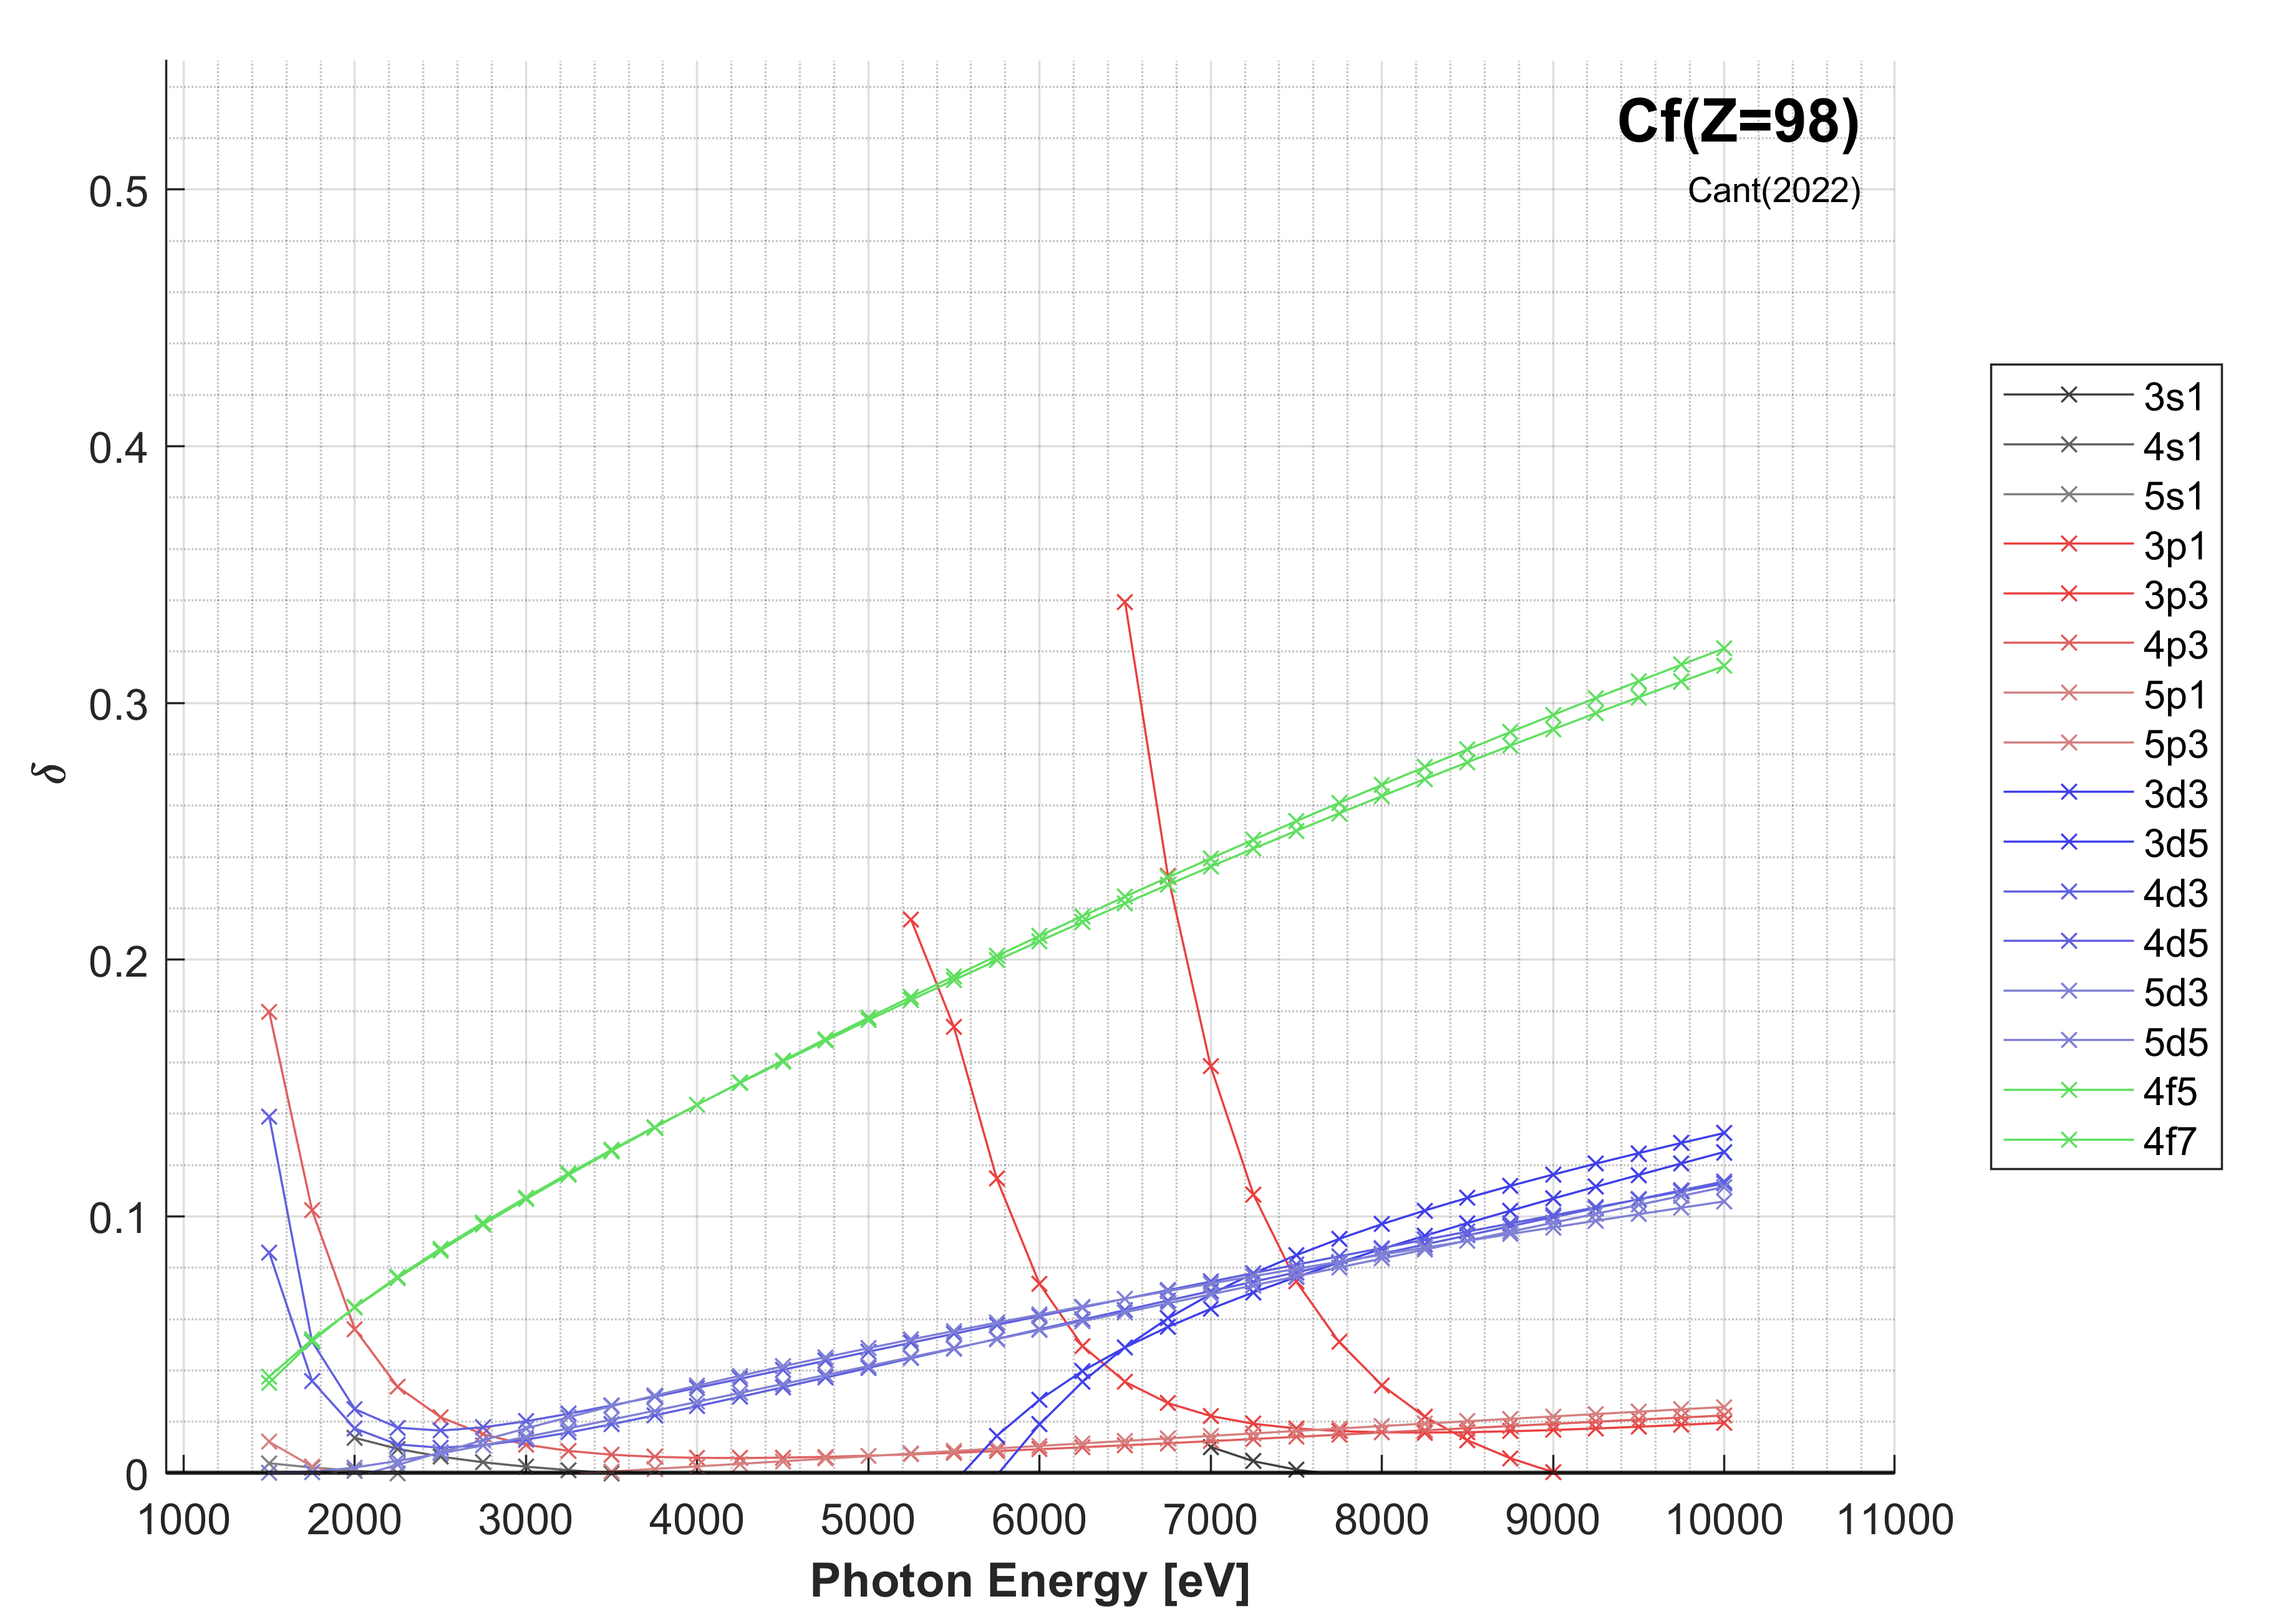 Cf(Z=98)
Cant(2022)
0.5
0.4
0.3
0.2
0.1
0
δ
1000 2000 3000 4000 5000 6000 7000 8000 9000 10000 11000
Photon Energy [eV]
3s1
4s1
5s1
3p1
3p3
4p3
5p1
5p3
3d3
3d5
4d3
4d5
5d3
5d5
4f5
4f7